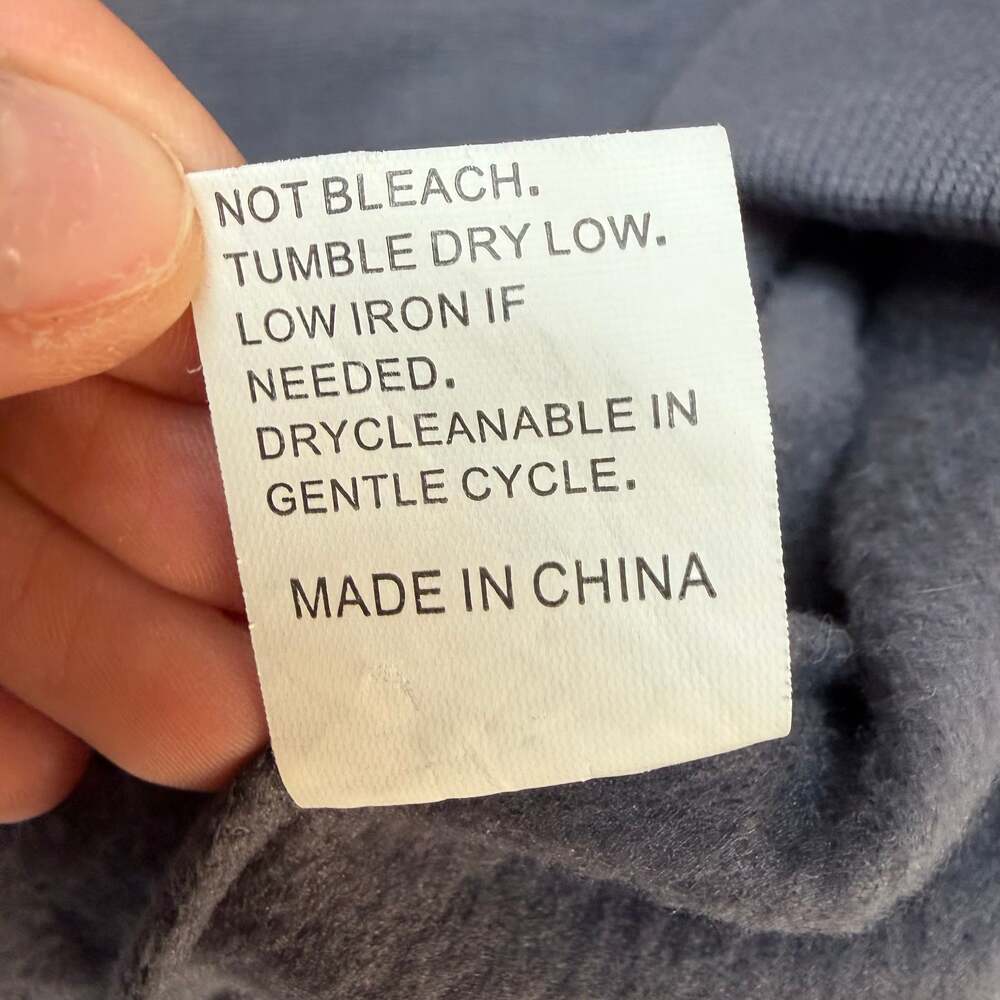 NOT BLEACH.
TUMBLE DRY LOW.
LOW IRON IF
NEEDED.
DRYCLEANABLE IN
GENTLE CYCLE.
MADE IN CHINA